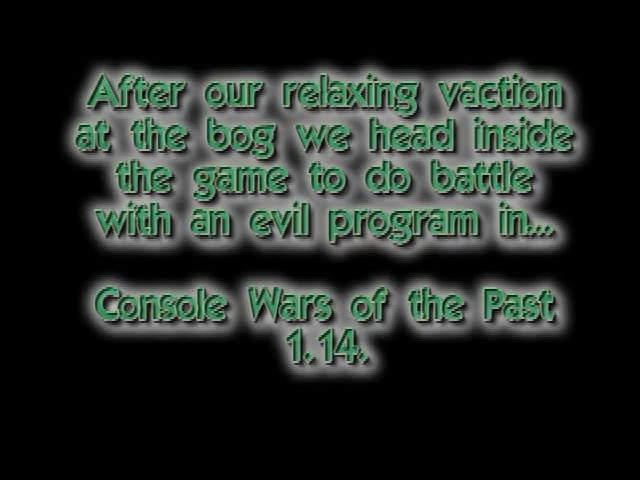 After our relaxing vaction
at the bog we head inside
the game to do battle
with an evil program in...
Console Wars of the Past
1.14.